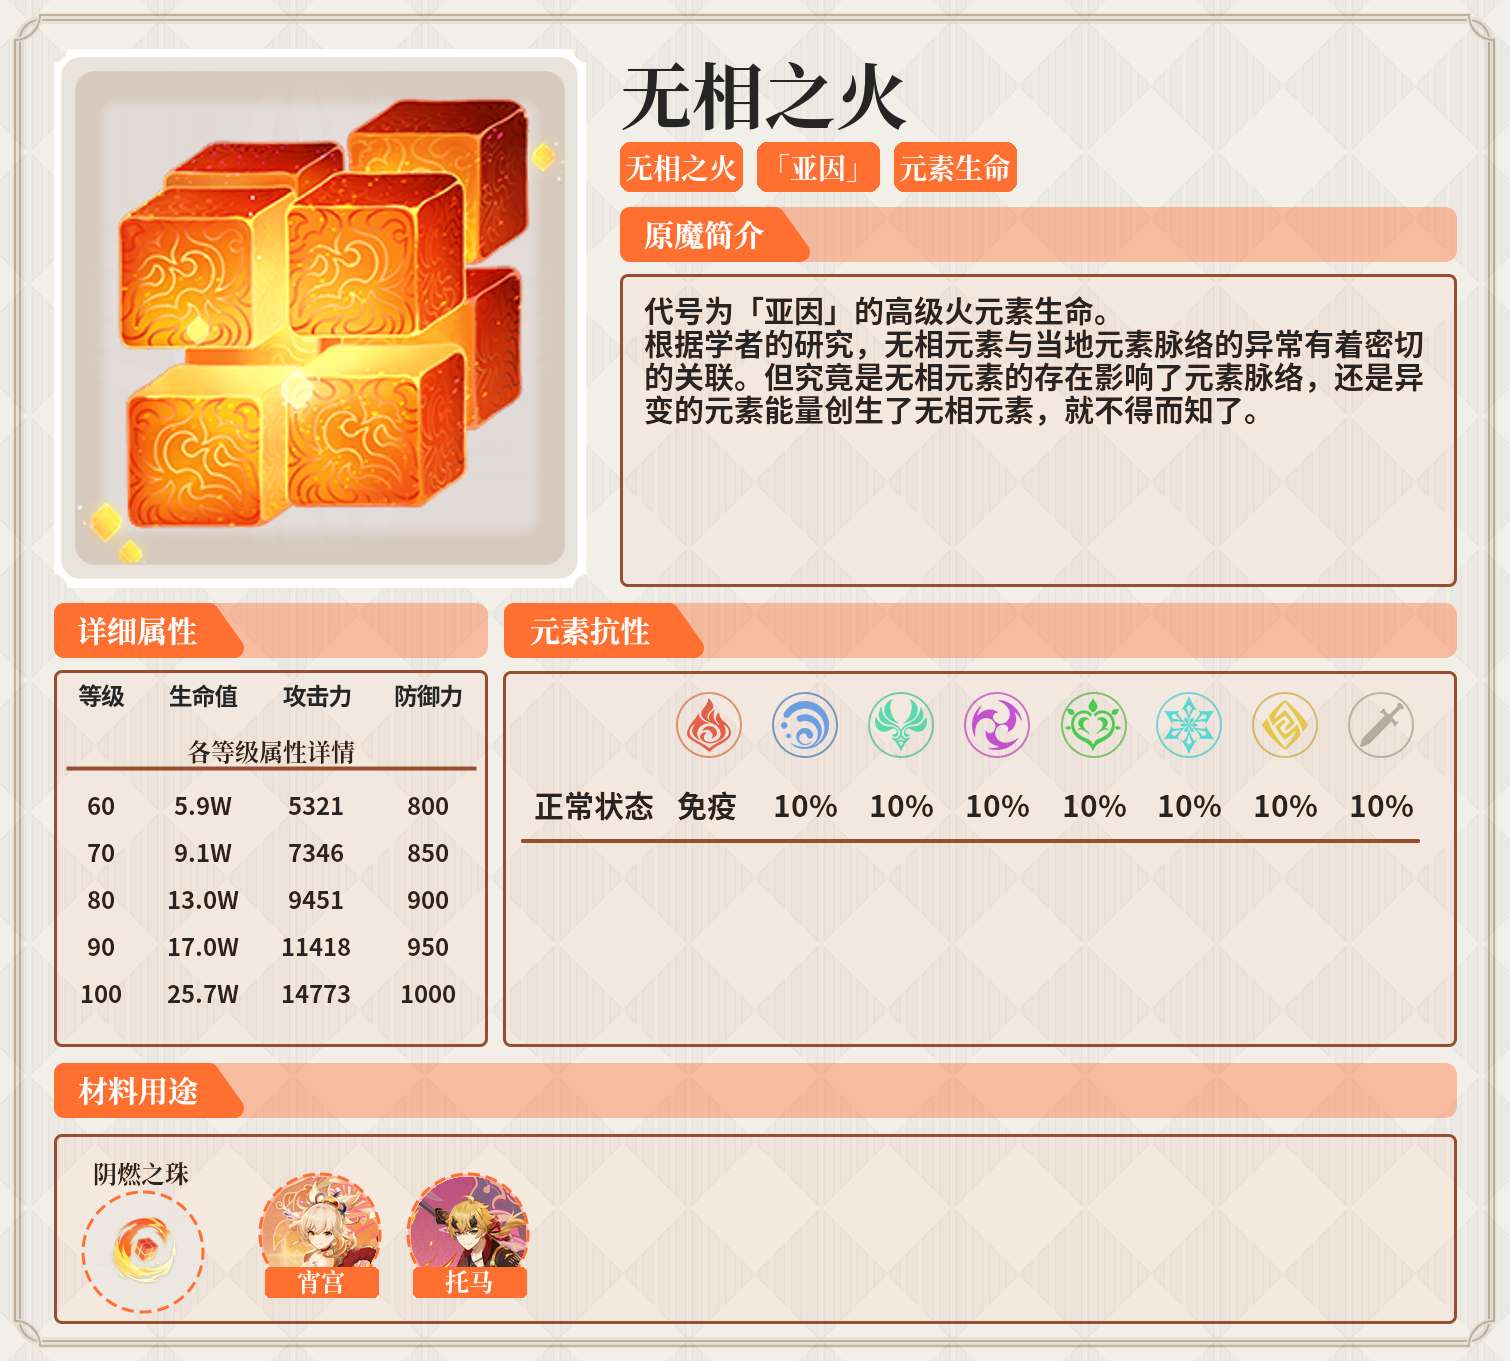 无相之火
无相之火 「亚因」 元素生命
原魔简介
代号为「亚因」的高级火元素生命。
根据学者的研究，无相元素与当地元素脉络的异常有着密切
的关联。但究竟是无相元素的存在影响了元素脉络，还是异
变的元素能量创生了无相元素，就不得而知了。
详细属性
等级 生命值 攻击力 防御力
各等级属性详情
60 5.9W 5321 800
70 9.1W 7346 850
80 13.0W 9451 900
90 17.0W 11418 950
100 25.7W 14773 1000
元素抗性
正常状态 免疫 10% 10% 10% 10% 10% 10% 10%
材料用途
阴燃之珠
宵宫 托马